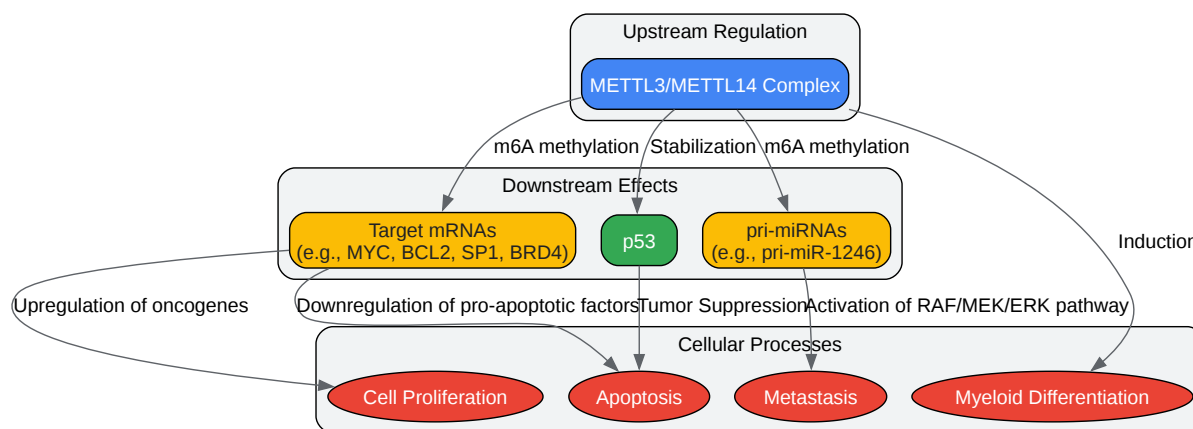 Upstream Regulation
METTL3/METTL14 Complex
m6A methylation
Stabilization
m6A methylation
Downstream Effects
Target mRNAs
(e.g., MYC, BCL2, SP1, BRD4)
p53
pri-miRNAs
(e.g., pri-miR-1246)
Induction
Upregulation of oncogenes
Downregulation of pro-apoptotic factors
Tumor Suppression
Activation of RAF/MEK/ERK pathway
Cellular Processes
Cell Proliferation
Apoptosis
Metastasis
Myeloid Differentiation